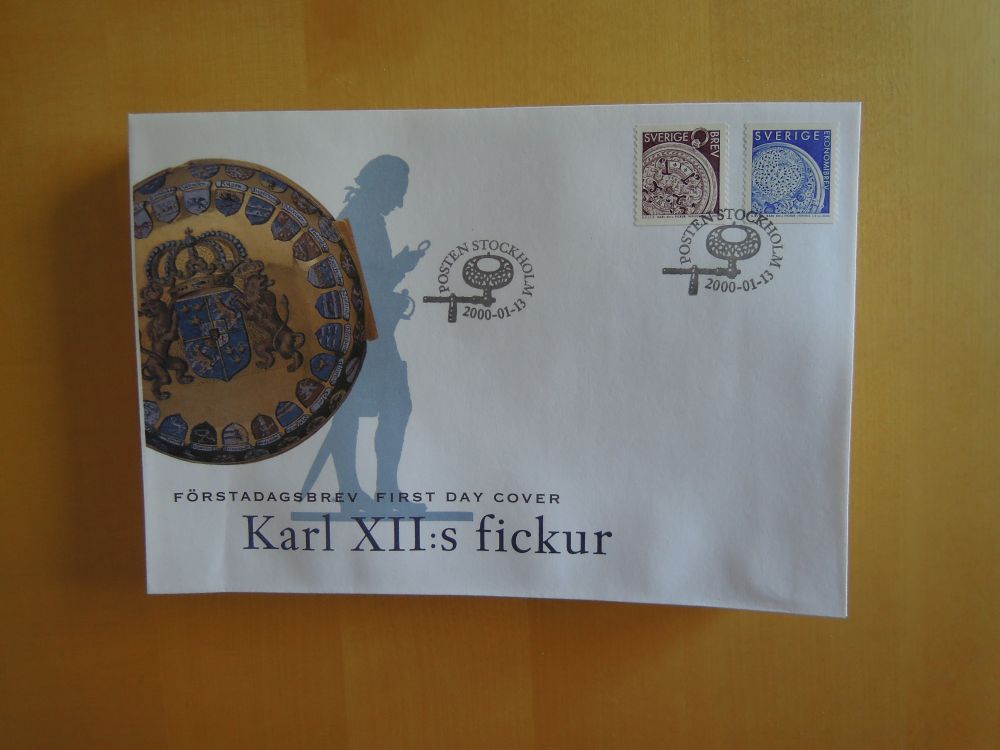 SVERIGE BREV
SVERIGE EKONOMIBREV
POSTEN STOCKHOLM
2000-01-13
POSTEN STOCKHOLM
2000-01-13
FÖRSTADAGSBREV FIRST DAY COVER
Karl XII:s fickur